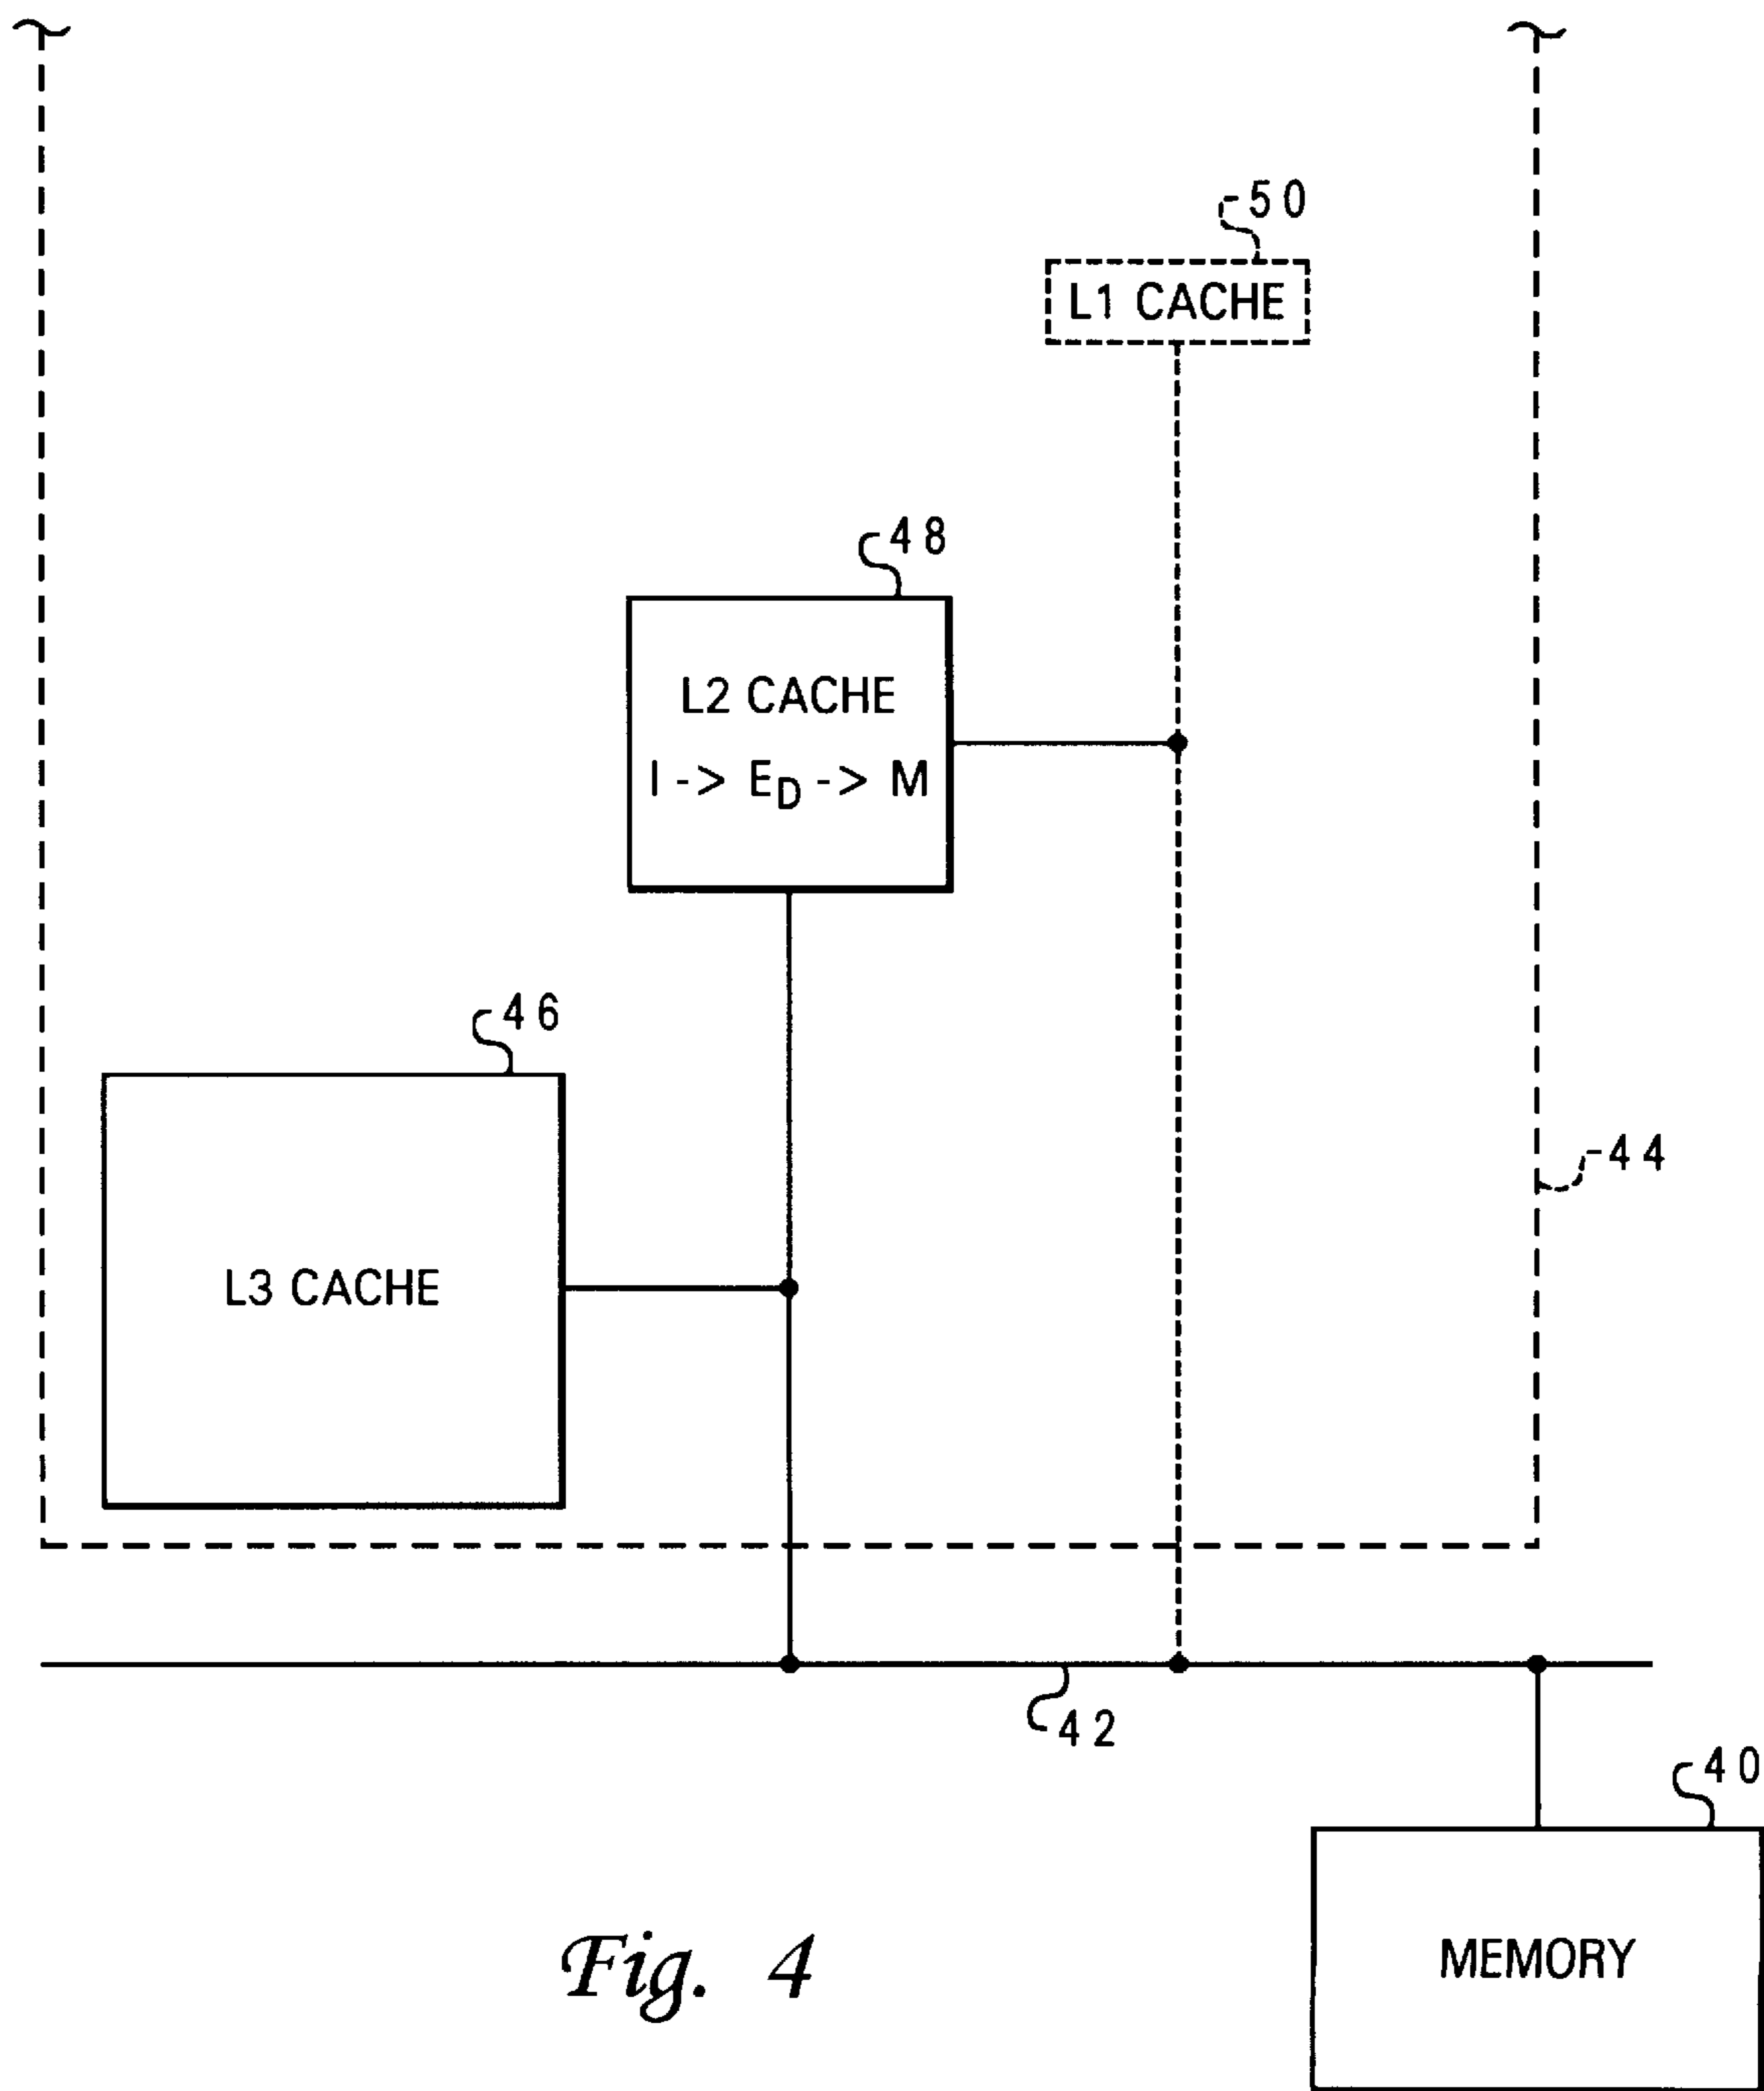 50
L1 CACHE
48
L2 CACHE
I -> E_D -> M
46
44
L3 CACHE
42
40
MEMORY
Fig. 4